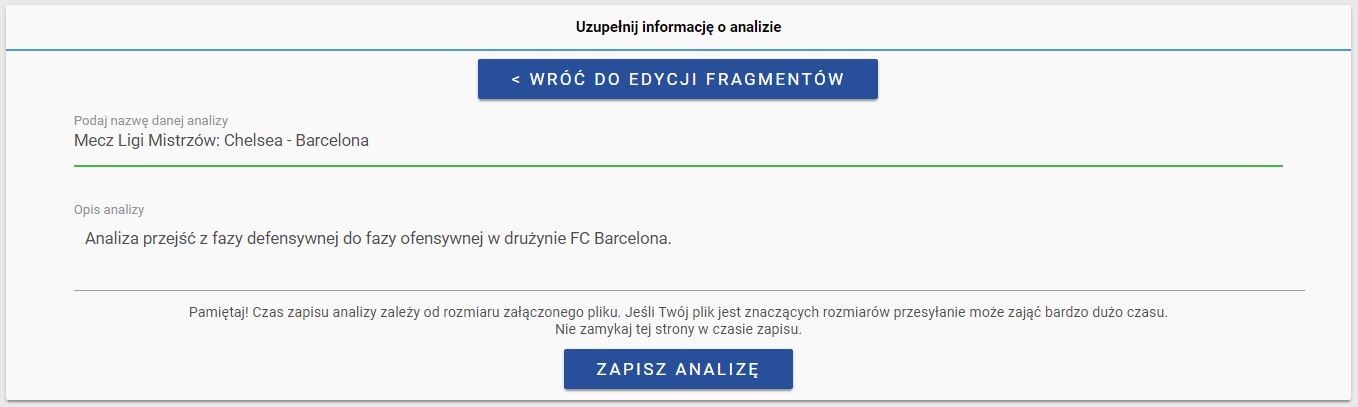 Uzupełnij informację o analizie
< WRÓĆ DO EDYCJI FRAGMENTÓW
Podaj nazwę danej analizy
Mecz Ligi Mistrzów: Chelsea - Barcelona
Opis analizy
Analiza przejść z fazy defensywnej do fazy ofensywnej w drużynie FC Barcelona.
Pamiętaj! Czas zapisu analizy zależy od rozmiaru załączonego pliku. Jeśli Twój plik jest znaczących rozmiarów przesyłanie może zająć bardzo dużo czasu.
Nie zamykaj tej strony w czasie zapisu.
ZAPISZ ANALIZĘ